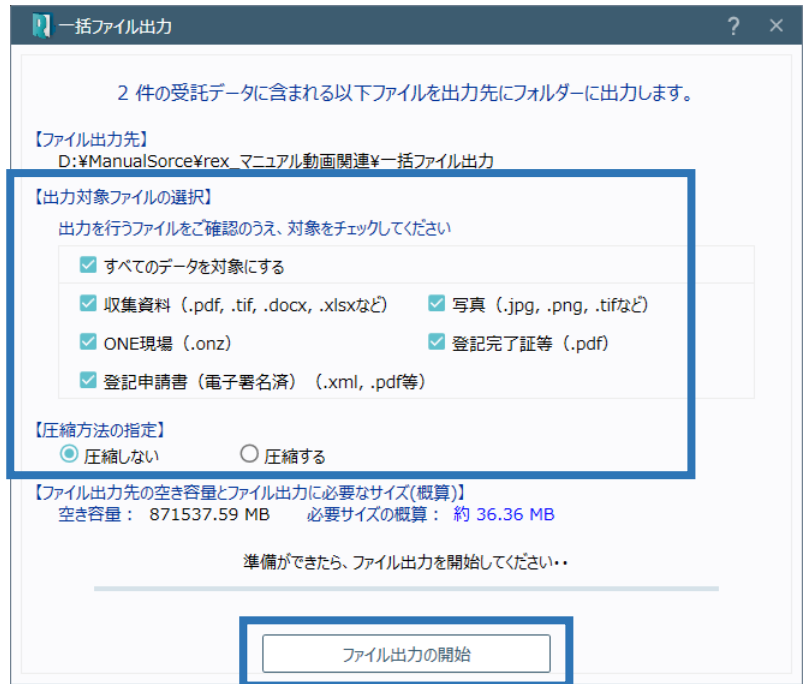 一括ファイル出力
2 件の受託データに含まれる以下ファイルを出力先にフォルダーに出力します。
【ファイル出力先】
D:¥ManualSorce¥rex_マニュアル動画関連¥一括ファイル出力
【出力対象ファイルの選択】
出力を行うファイルをご確認のうえ、対象をチェックしてください
すべてのデータを対象にする
収集資料（.pdf, .tif, .docx, .xlsxなど） 写真（.jpg, .png, .tifなど）
ONE現場（.onz） 登記完了証等（.pdf）
登記申請書（電子署名済）（.xml, .pdf等）
【圧縮方法の指定】
圧縮しない 圧縮する
【ファイル出力先の空き容量とファイル出力に必要なサイズ(概算)】
空き容量： 871537.59 MB 必要サイズの概算： 約 36.36 MB
準備ができたら、ファイル出力を開始してください・・
ファイル出力の開始